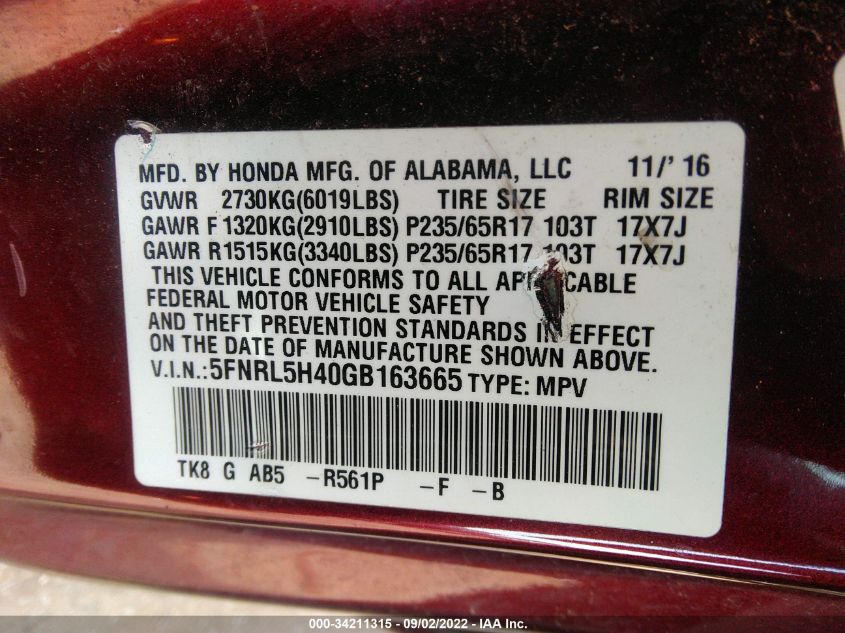 MFD. BY HONDA MFG. OF ALABAMA, LLC 11/' 16
GVWR 2730KG(6019LBS) TIRE SIZE RIM SIZE
GAWR F 1320KG(2910LBS) P235/65R17 103T 17X7J
GAWR R1515KG(3340LBS) P235/65R17 103T 17X7J
THIS VEHICLE CONFORMS TO ALL CABLE
FEDERAL MOTOR VEHICLE SAFETY
AND THEFT PREVENTION STANDARDS IN EFFECT
ON THE DATE OF MANUFACTURE SHOWN ABOVE.
V.I.N.:5FNRL5H40GB163665 TYPE: MPV
TK8 G AB5 -R561P -F -B
000-34211315 - 09/02/2022 - IAA Inc.